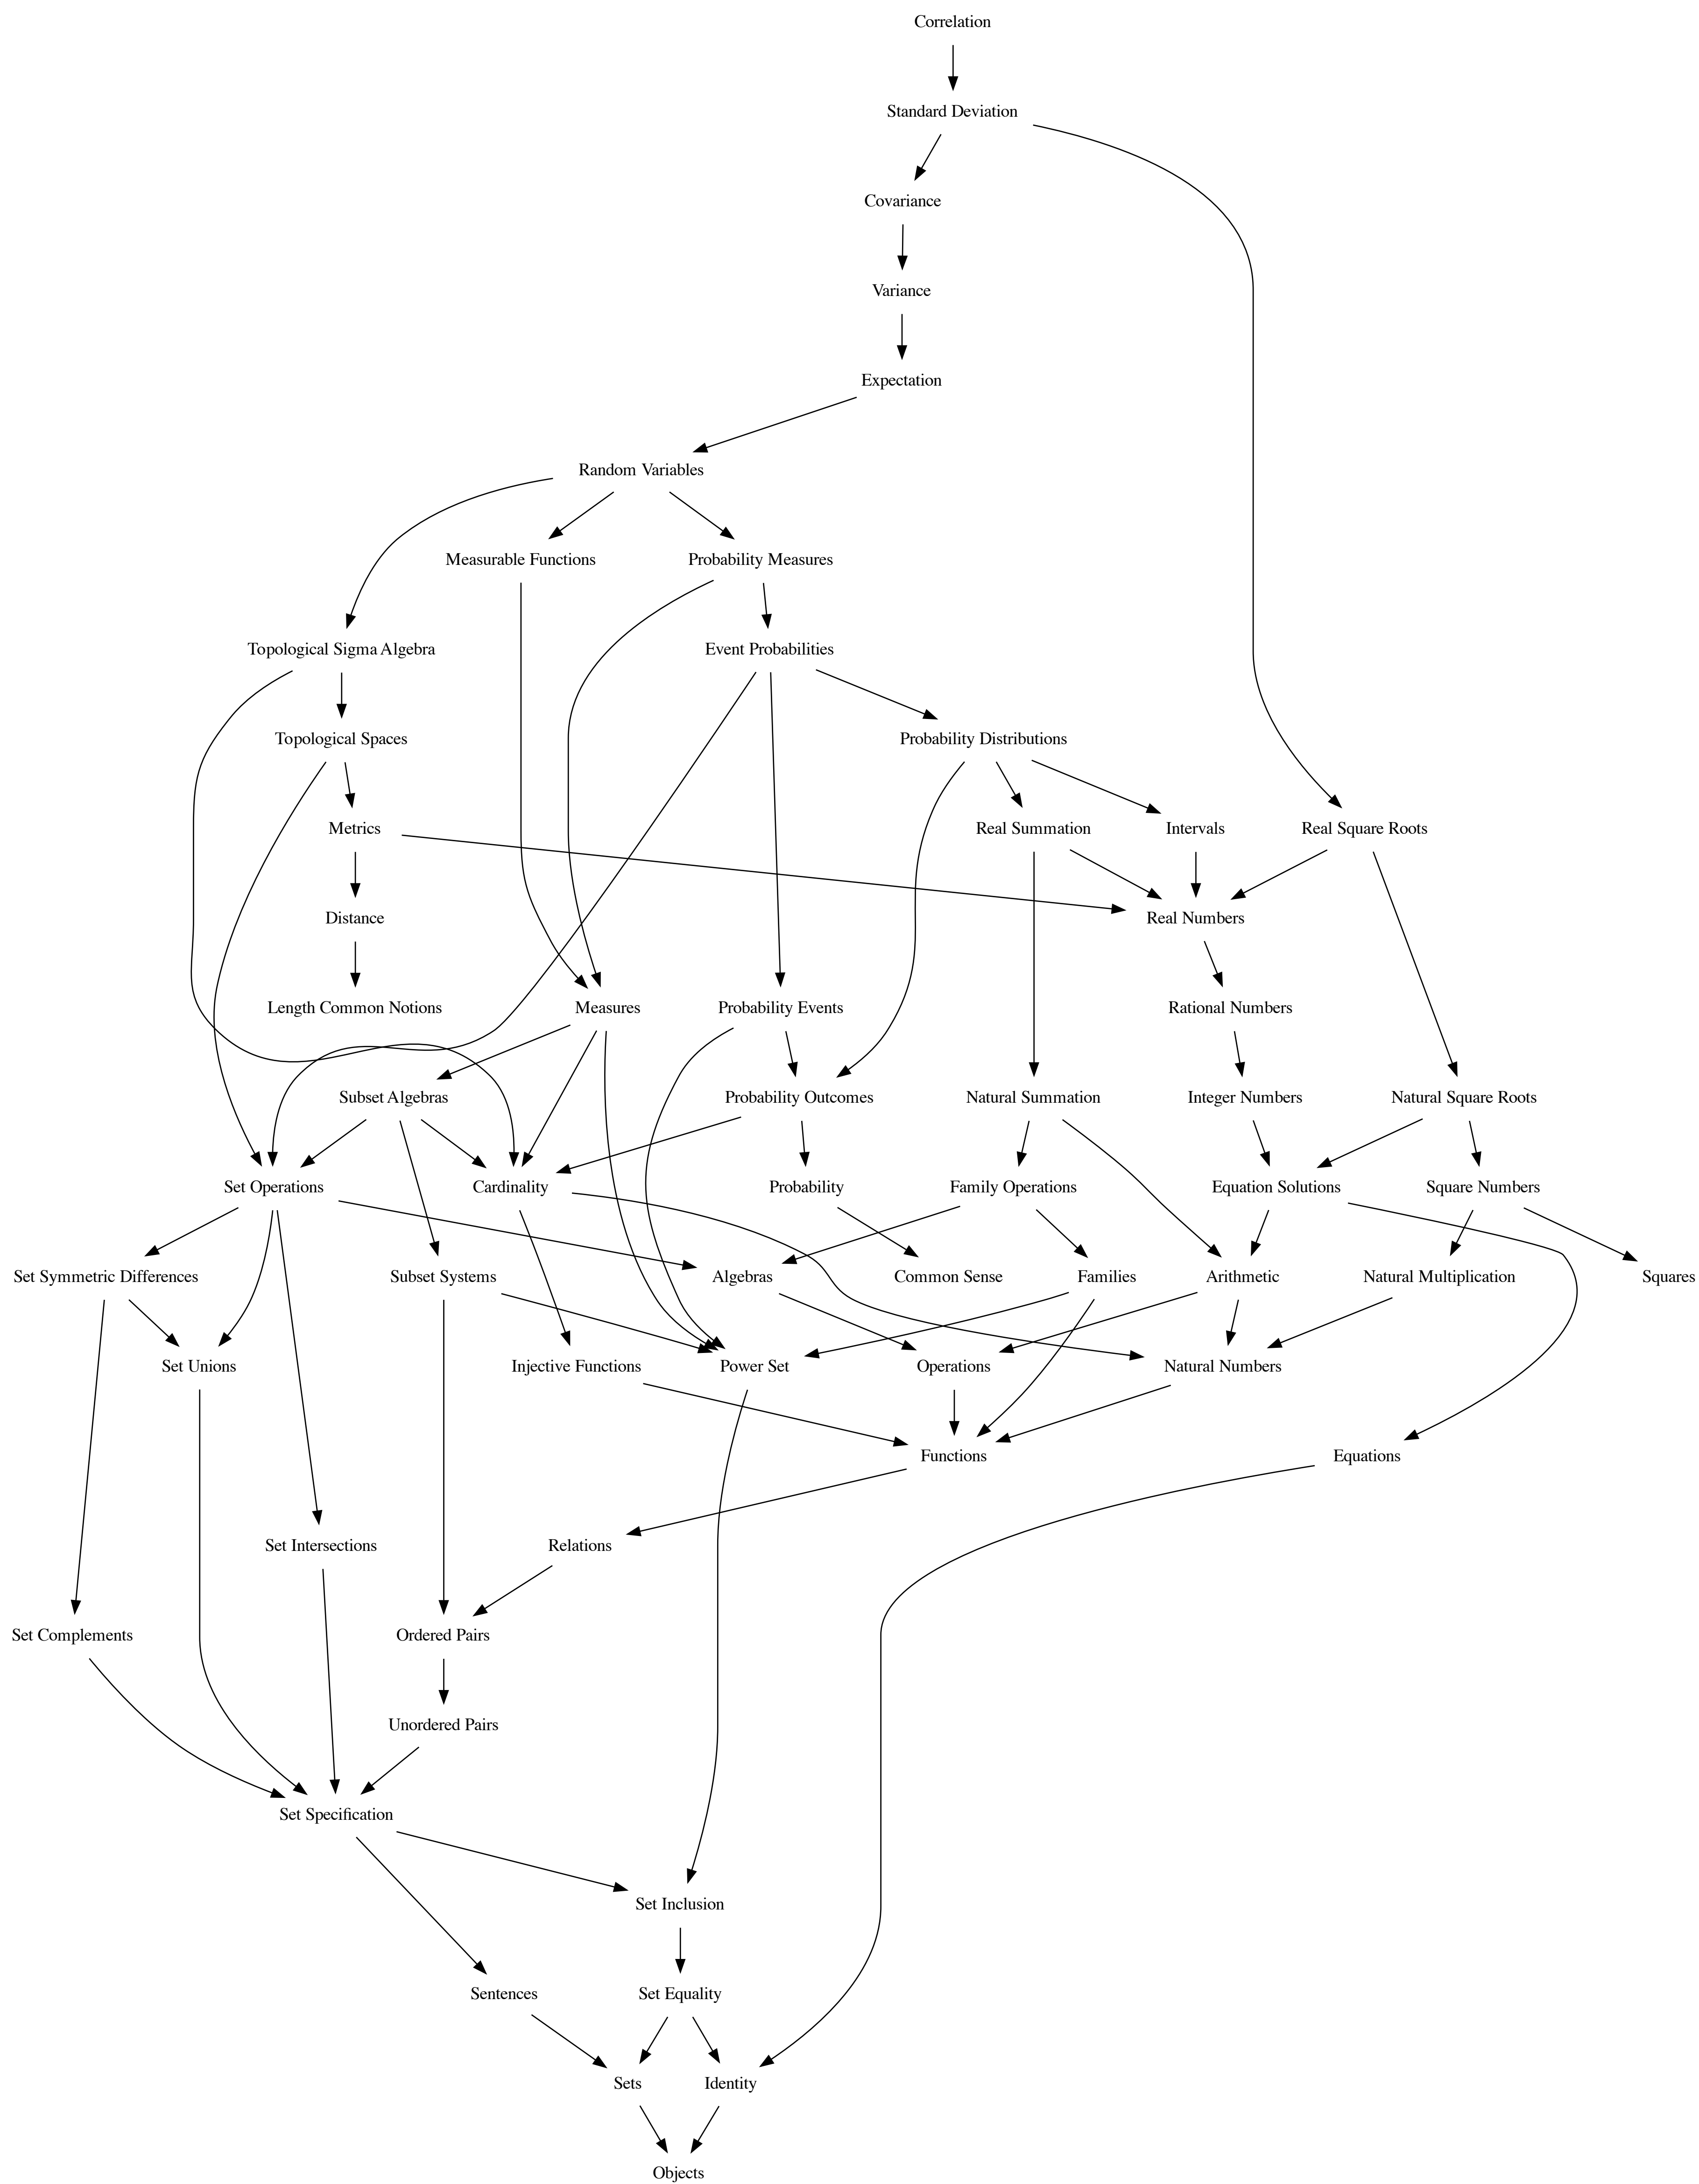 Correlation
Standard Deviation
Covariance
Variance
Expectation
Random Variables
Measurable Functions
Probability Measures
Topological Sigma Algebra
Event Probabilities
Topological Spaces
Probability Distributions
Metrics
Real Summation
Intervals
Real Square Roots
Distance
Real Numbers
Length Common Notions
Measures
Probability Events
Rational Numbers
Subset Algebras
Probability Outcomes
Natural Summation
Integer Numbers
Natural Square Roots
Set Operations
Cardinality
Probability
Family Operations
Equation Solutions
Square Numbers
Set Symmetric Differences
Subset Systems
Algebras
Common Sense
Families
Arithmetic
Natural Multiplication
Squares
Set Unions
Injective Functions
Power Set
Operations
Natural Numbers
Functions
Equations
Set Intersections
Relations
Set Complements
Ordered Pairs
Unordered Pairs
Set Specification
Set Inclusion
Sentences
Set Equality
Sets
Identity
Objects